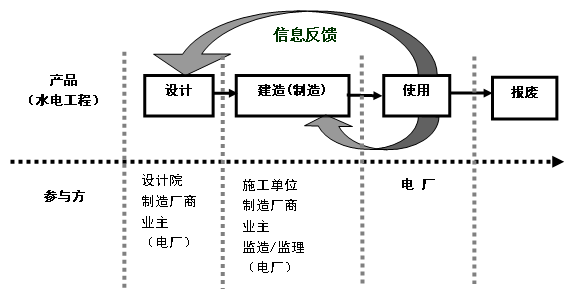 信息反馈
产品
（水电工程）
设计
建造(制造)
使用
报废
参与方
设计院
制造厂商
业主
（电厂）
施工单位
制造厂商
业主
监造/监理
（电厂）
电 厂